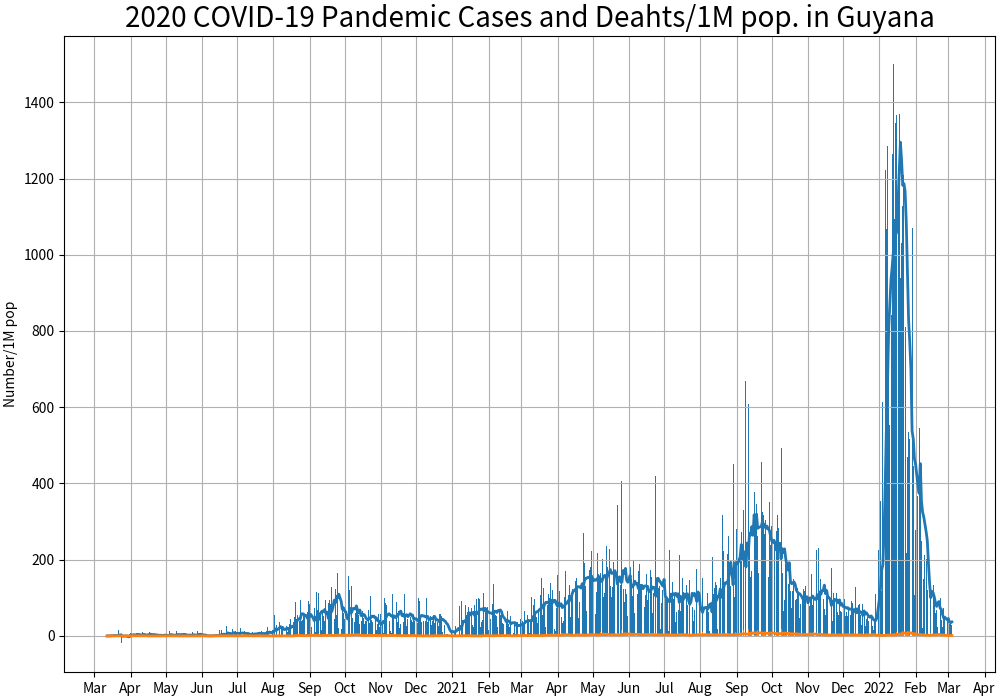 2020 COVID-19 Pandemic Cases and Deahts/1M pop. in Guyana
1400
1200
1000
800
600
400
200
0
Number/1M pop
Mar Apr May Jun Jul Aug Sep Oct Nov Dec 2021 Feb Mar Apr May Jun Jul Aug Sep Oct Nov Dec 2022 Feb Mar Apr